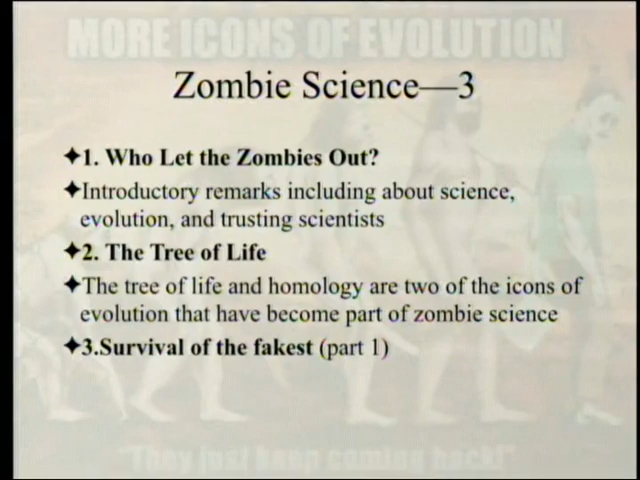 MORE ICONS OF EVOLUTION
Zombie Science—3
✦1. Who Let the Zombies Out?
✦Introductory remarks including about science,
evolution, and trusting scientists
✦2. The Tree of Life
✦The tree of life and homology are two of the icons of
evolution that have become part of zombie science
✦3.Survival of the fakest (part 1)
"They just keep coming back!"